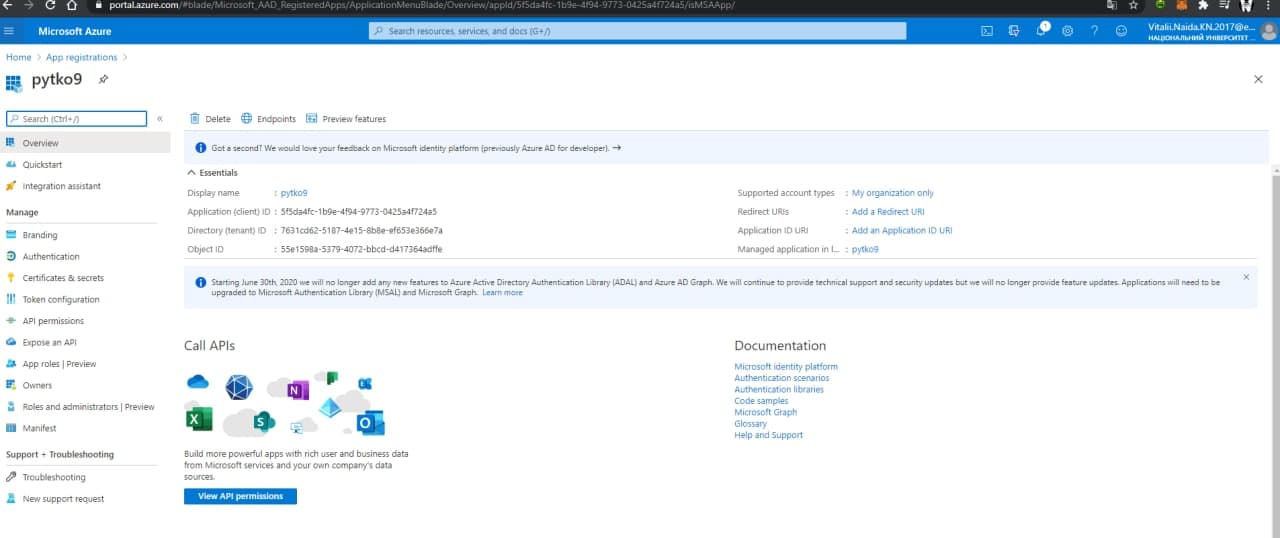 portal.azure.com/#blade/Microsoft_AAD_RegisteredApps/ApplicationMenuBlade/Overview/appId/5f5da4fc-1b9e-4f94-9773-0425a4f724a5/isMSAApp/
Microsoft Azure
Search resources, services, and docs (G+/)
1
Vitalii.Naida.KN.2017@e...
НАЦІОНАЛЬНИЙ УНІВЕРСИТЕТ ...
Home > App registrations >
pytko9
Search (Ctrl+/)
«
Delete
Endpoints
Preview features
Overview
Quickstart
Integration assistant
Manage
Branding
Authentication
Certificates & secrets
Token configuration
API permissions
Expose an API
App roles | Preview
Owners
Roles and administrators | Preview
Manifest
Support + Troubleshooting
Troubleshooting
New support request
Got a second? We would love your feedback on Microsoft identity platform (previously Azure AD for developer). →
Essentials
Display name : pytko9
Application (client) ID : 5f5da4fc-1b9e-4f94-9773-0425a4f724a5
Directory (tenant) ID : 7631cd62-5187-4e15-8b8e-ef653e366e7a
Object ID : 55e1598a-5379-4072-bbcd-d417364adffe
Supported account types : My organization only
Redirect URIs : Add a Redirect URI
Application ID URI : Add an Application ID URI
Managed application in l... : pytko9
Starting June 30th, 2020 we will no longer add any new features to Azure Active Directory Authentication Library (ADAL) and Azure AD Graph. We will continue to provide technical support and security updates but we will no longer provide feature updates. Applications will need to be
upgraded to Microsoft Authentication Library (MSAL) and Microsoft Graph. Learn more
Call APIs
N
X
S
O
Build more powerful apps with rich user and business data
from Microsoft services and your own company's data
sources.
View API permissions
Documentation
Microsoft identity platform
Authentication scenarios
Authentication libraries
Code samples
Microsoft Graph
Glossary
Help and Support